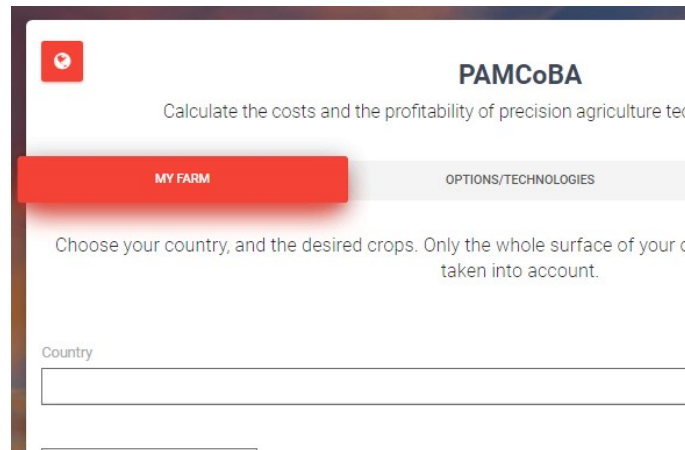 PAMCoBA
Calculate the costs and the profitability of precision agriculture
MY FARM
OPTIONS/TECHNOLOGIES
Choose your country, and the desired crops. Only the whole surface of your
taken into account.
Country